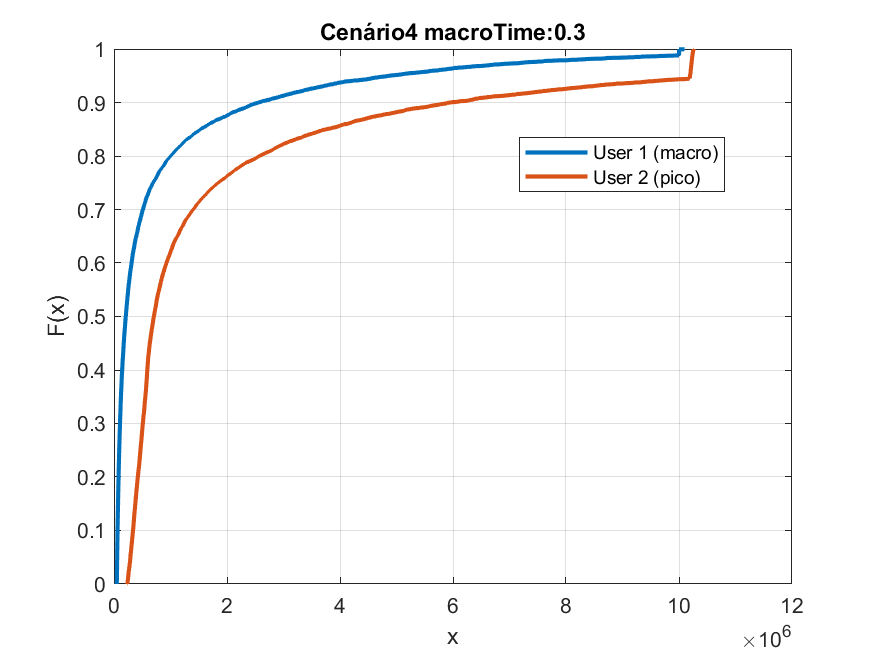 Cenário4 macroTime:0.3
1
0.9
0.8
0.7
0.6
0.5
0.4
0.3
0.2
0.1
0
F(x)
User 1 (macro)
User 2 (pico)
0 2 4 6 8 10 12
x
×10^6